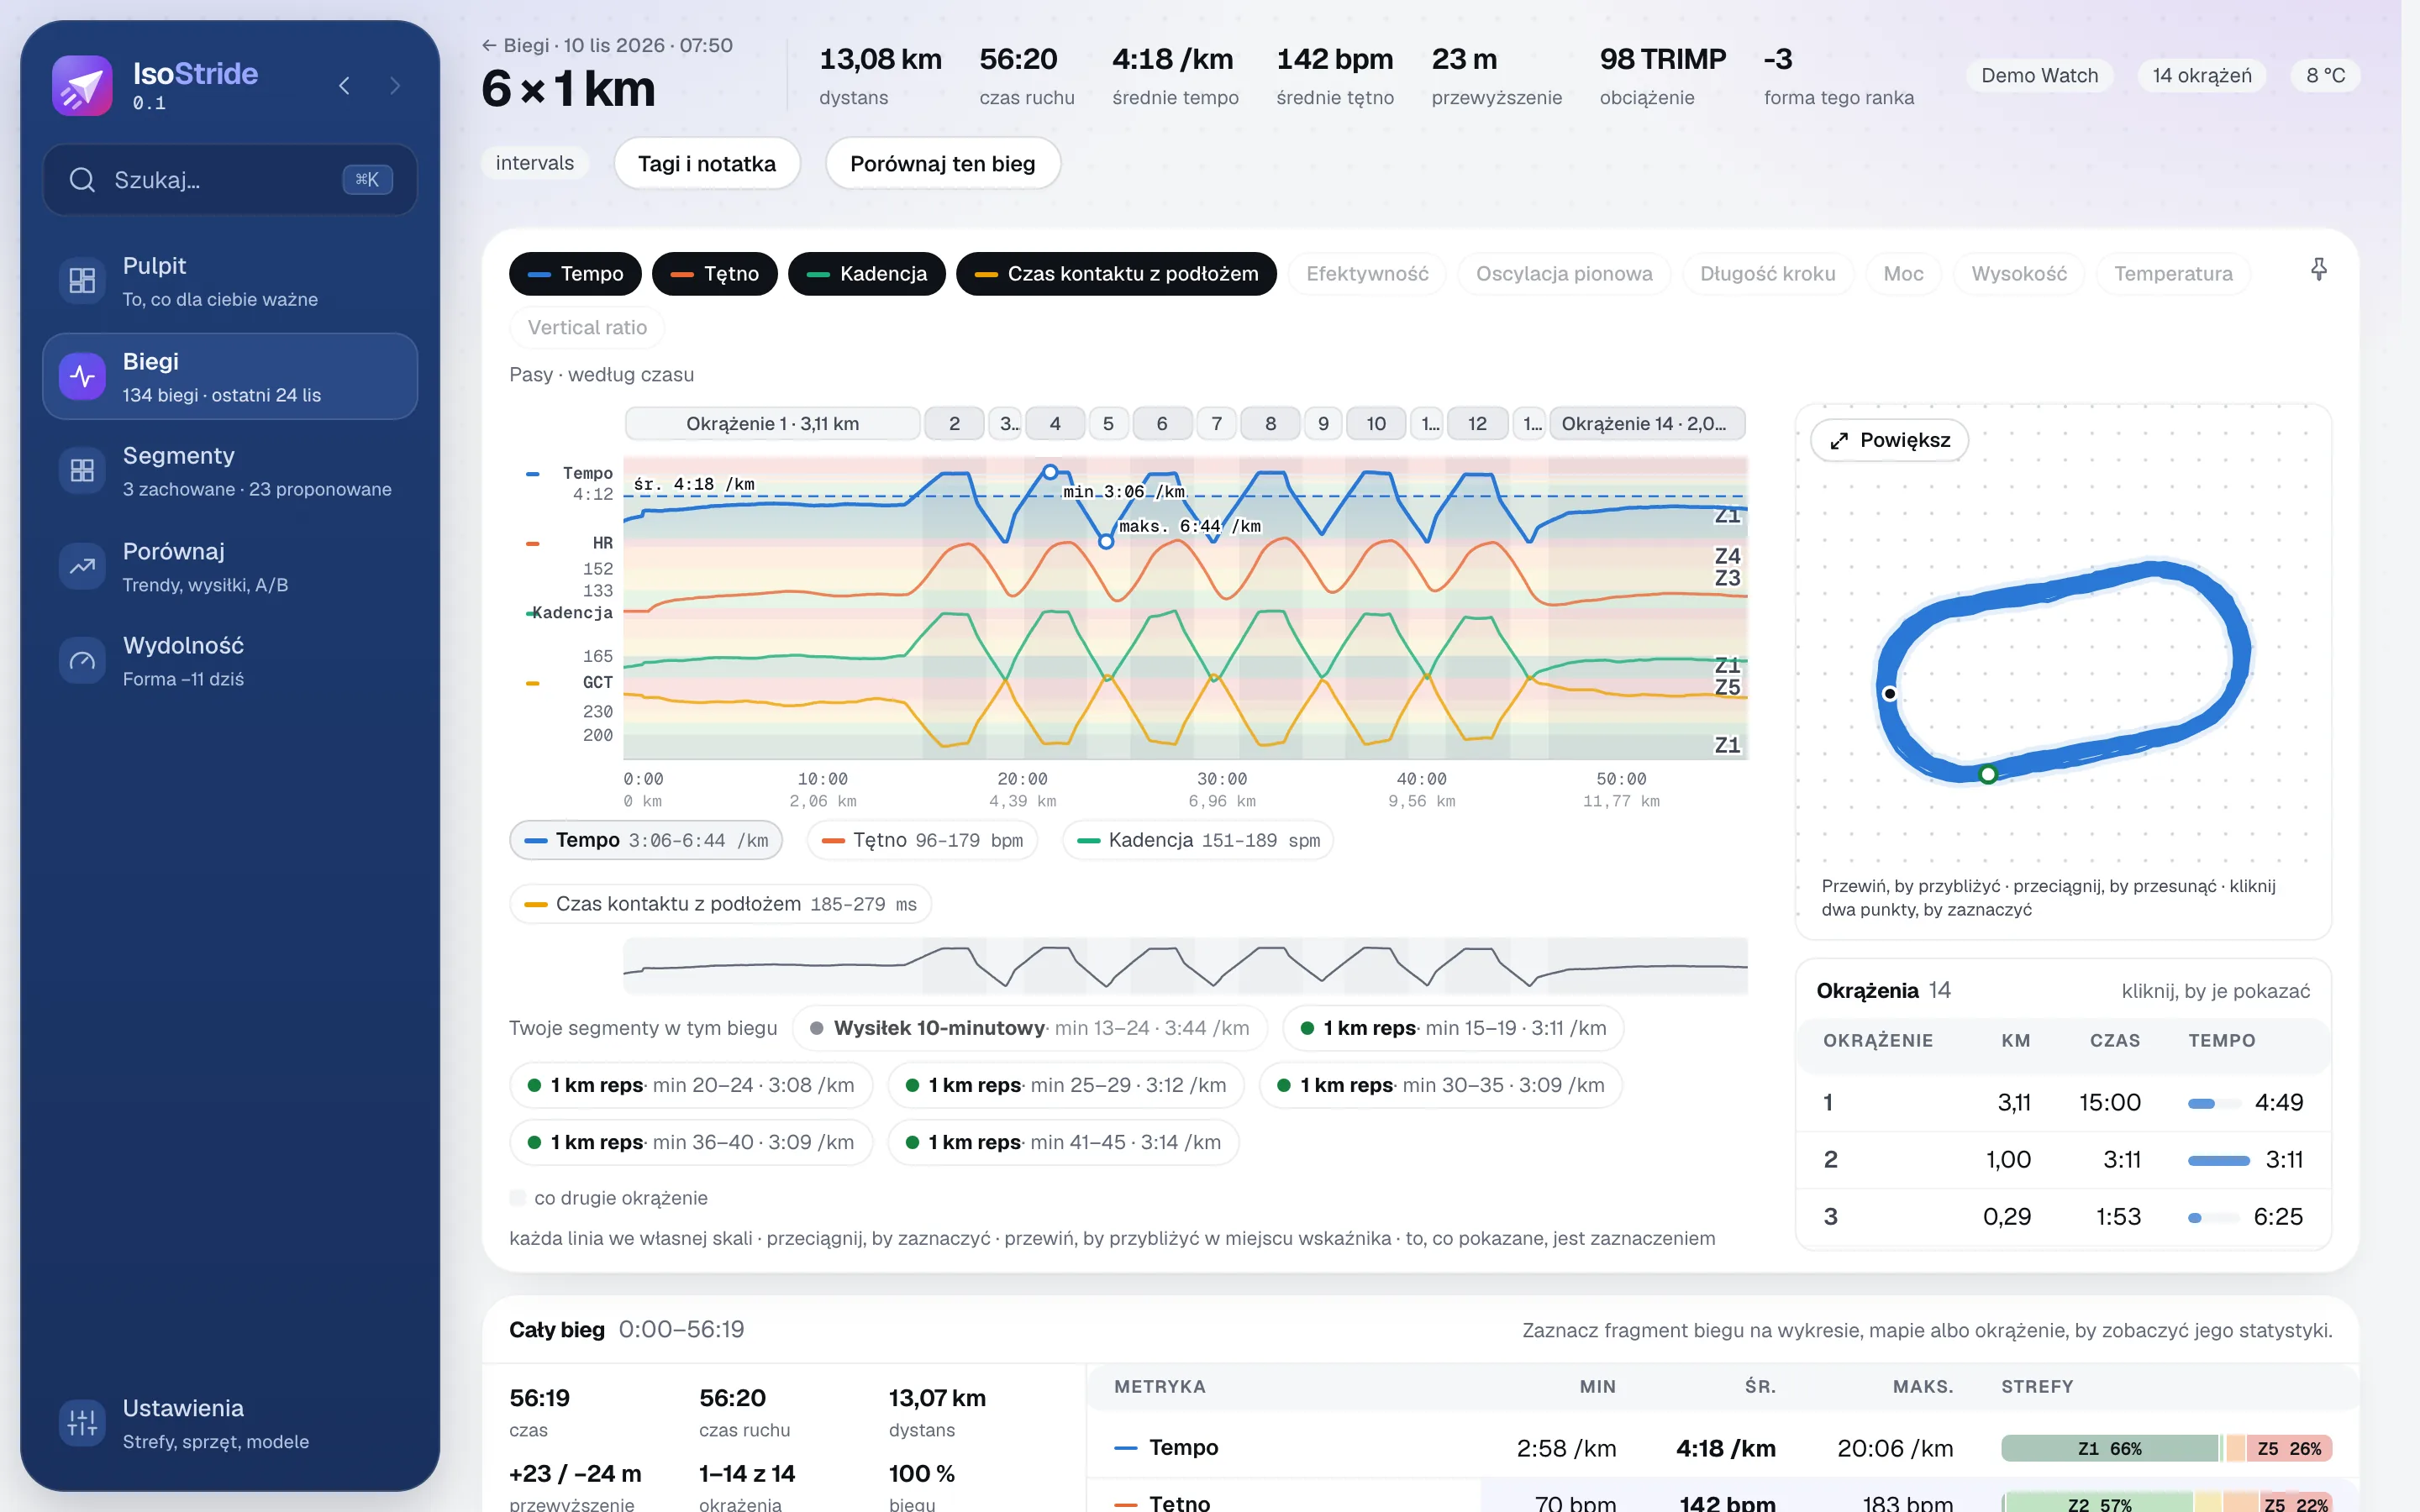 IsoStride
0.1
Szukaj…
⌘K
Pulpit
To, co dla ciebie ważne
Biegi
134 biegi · ostatni 24 lis
Segmenty
3 zachowane · 23 proponowane
Porównaj
Trendy, wysiłki, A/B
Wydolność
Forma −11 dziś
Ustawienia
Strefy, sprzęt, modele
← Biegi · 10 lis 2026 · 07:50
6 × 1 km
13,08 km
dystans
56:20
czas ruchu
4:18 /km
średnie tempo
142 bpm
średnie tętno
23 m
przewyższenie
98 TRIMP
obciążenie
-3
forma tego ranka
Demo Watch
14 okrążeń
8 °C
intervals
Tagi i notatka
Porównaj ten bieg
Tempo
Tętno
Kadencja
Czas kontaktu z podłożem
Efektywność
Oscylacja pionowa
Długość kroku
Moc
Wysokość
Temperatura
Vertical ratio
Pasy · według czasu
Okrążenie 1 · 3,11 km
2
3…
4
5
6
7
8
9
10
1…
12
1…
Okrążenie 14 · 2,0…
Tempo
4:12
śr. 4:18 /km
min 3:06 /km
maks. 6:44 /km
Z1
HR
152
133
Z4
Z3
Kadencja
165
Z1
GCT
230
200
Z5
Z1
0:00 10:00 20:00 30:00 40:00 50:00
0 km 2,06 km 4,39 km 6,96 km 9,56 km 11,77 km
Tempo 3:06–6:44 /km
Tętno 96–179 bpm
Kadencja 151–189 spm
Czas kontaktu z podłożem 185–279 ms
Twoje segmenty w tym biegu
Wysiłek 10-minutowy · min 13–24 · 3:44 /km
1 km reps · min 15–19 · 3:11 /km
1 km reps · min 20–24 · 3:08 /km
1 km reps · min 25–29 · 3:12 /km
1 km reps · min 30–35 · 3:09 /km
1 km reps · min 36–40 · 3:09 /km
1 km reps · min 41–45 · 3:14 /km
co drugie okrążenie
każda linia we własnej skali · przeciągnij, by zaznaczyć · przewiń, by przybliżyć w miejscu wskaźnika · to, co pokazane, jest zaznaczeniem
Powiększ
Przewiń, by przybliżyć · przeciągnij, by przesunąć · kliknij
dwa punkty, by zaznaczyć
Okrążenia 14
kliknij, by je pokazać
OKRĄŻENIE KM CZAS TEMPO
1 3,11 15:00 4:49
2 1,00 3:11 3:11
3 0,29 1:53 6:25
Cały bieg 0:00–56:19
Zaznacz fragment biegu na wykresie, mapie albo okrążenie, by zobaczyć jego statystyki.
56:19
czas
56:20
czas ruchu
13,07 km
dystans
+23 / −24 m
przewyższenie
1–14 z 14
okrążenia
100 %
biegu
METRYKA MIN ŚR. MAKS. STREFY
Tempo 2:58 /km 4:18 /km 20:06 /km Z1 66% Z5 26%
Tętno 70 bpm 142 bpm 183 bpm Z2 57% Z5 22%